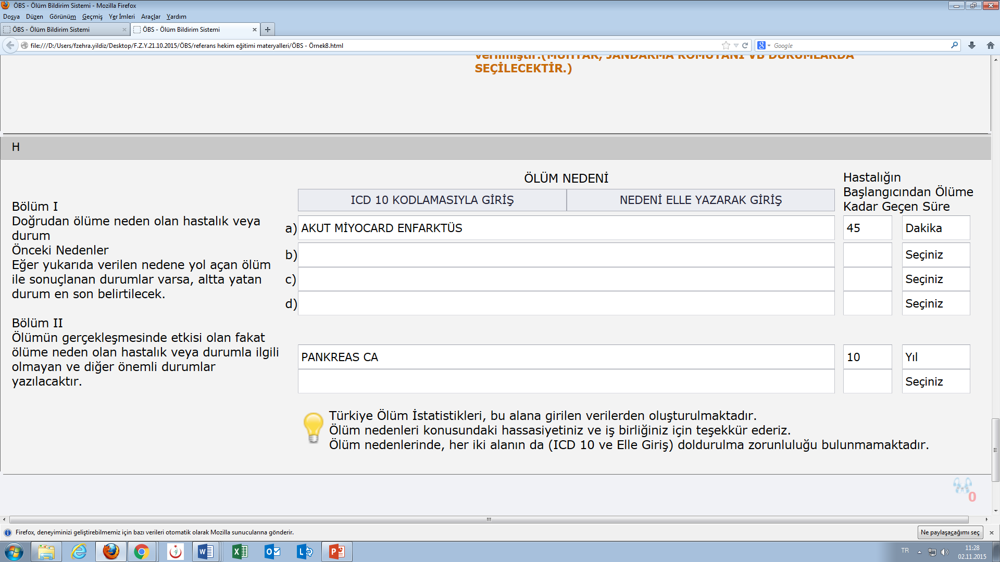 ÖBS - Ölüm Bildirim Sistemi - Mozilla Firefox
Dosya Düzen Görünüm Geçmiş Yer İmleri Araçlar Yardım
ÖBS - Ölüm Bildirim Sistemi
ÖBS - Ölüm Bildirim Sistemi
file:///D:/Users/fzehra.yildiz/Desktop/F.Z.Y.21.10.2015/ÖBS/referans hekim eğitimi materyalleri/ÖBS - Örnek8.html
Google
verilmiştir.(MUHTAR, JANDARMA KOMUTANI VB DURUMLARDA
SEÇİLECEKTİR.)
H
ÖLÜM NEDENİ
ICD 10 KODLAMASIYLA GİRİŞ
NEDENİ ELLE YAZARAK GİRİŞ
Hastalığın
Başlangıcından Ölüme
Kadar Geçen Süre
Bölüm I
Doğrudan ölüme neden olan hastalık veya
durum
Önceki Nedenler
Eğer yukarıda verilen nedene yol açan ölüm
ile sonuçlanan durumlar varsa, altta yatan
durum en son belirtilecek.
a) AKUT MİYOCARD ENFARKTÜS 45 Dakika
b) Seçiniz
c) Seçiniz
d) Seçiniz
Bölüm II
Ölümün gerçekleşmesinde etkisi olan fakat
ölüme neden olan hastalık veya durumla ilgili
olmayan ve diğer önemli durumlar
yazılacaktır.
PANKREAS CA 10 Yıl
Seçiniz
Türkiye Ölüm İstatistikleri, bu alana girilen verilerden oluşturulmaktadır.
Ölüm nedenleri konusundaki hassasiyetiniz ve iş birliğiniz için teşekkür ederiz.
Ölüm nedenlerinde, her iki alanın da (ICD 10 ve Elle Giriş) doldurulma zorunluluğu bulunmamaktadır.
0
Firefox, deneyiminizi geliştirebilmemiz için bazı verileri otomatik olarak Mozilla sunucularına gönderir.
Ne paylaşacağımı seç
TR
11:28
02.11.2015